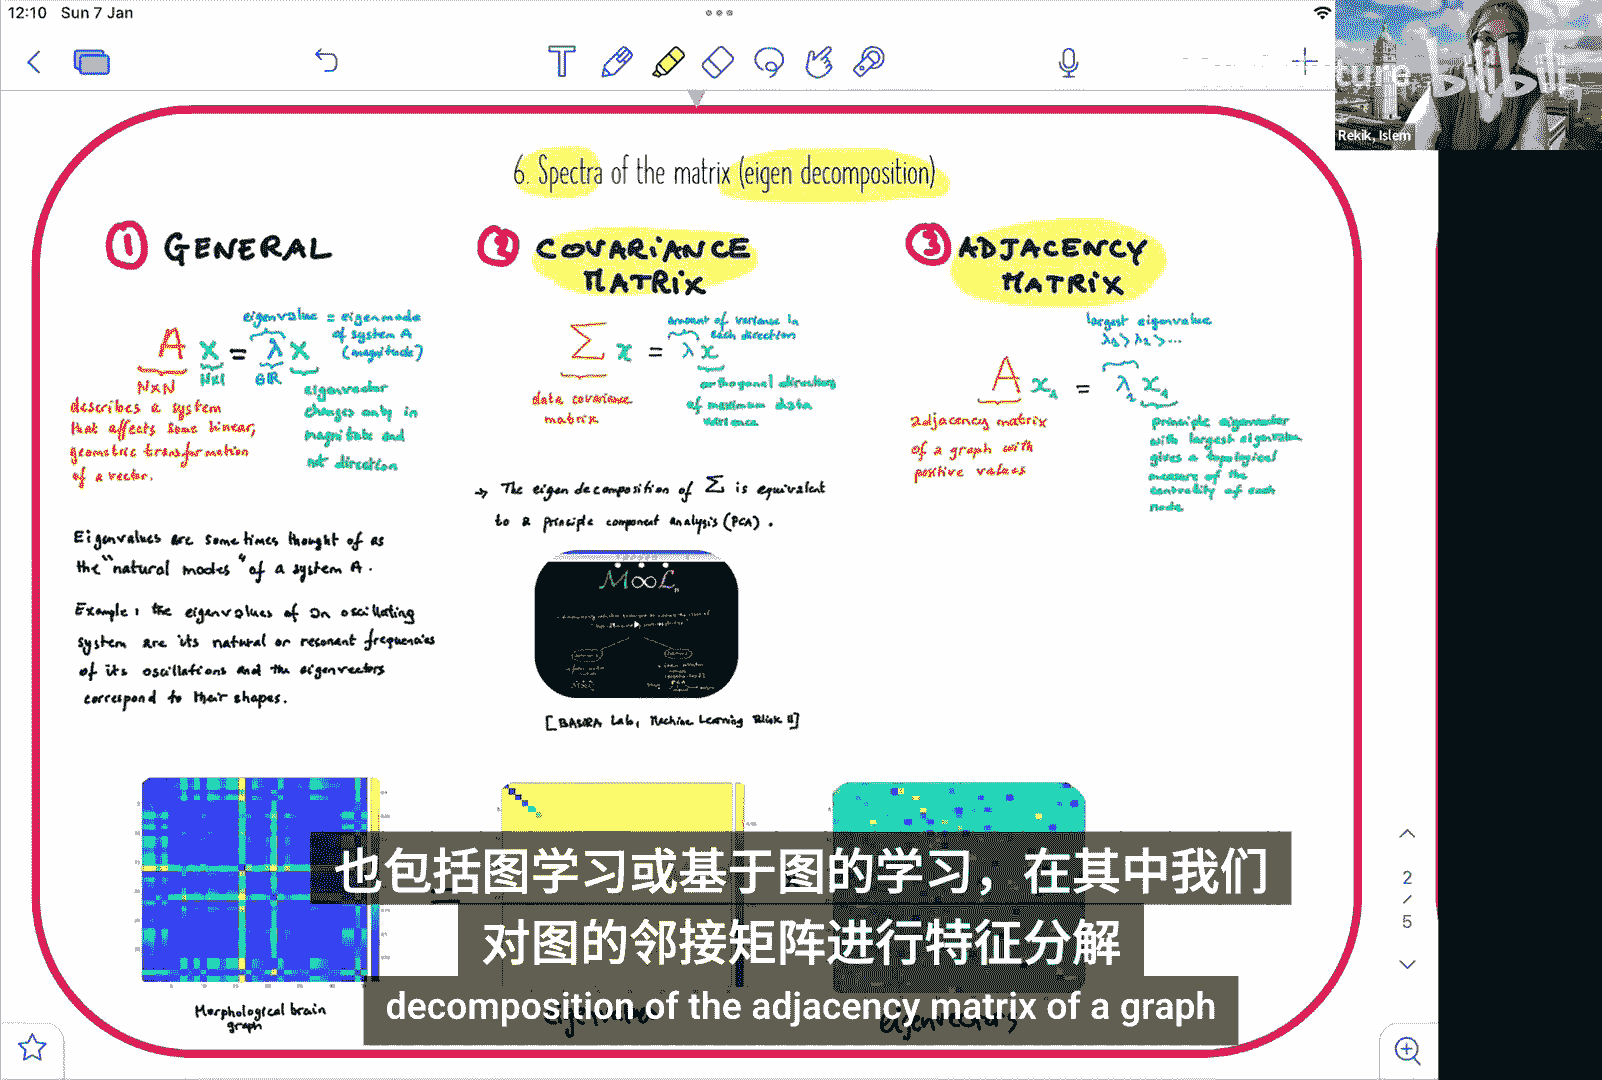 12:10 Sun 7 Jan
ture.
bilibili
Rekik, Islem
6. Spectra of the matrix (eigen decomposition)
1 GENERAL
eigenvalue = eigenmode
of system A
(magnitude)
A x = λ x
NxN
Nx1
∈ℝ
describes a system
that affects some linear,
geometric transformation
of a vector.
eigenvector
changes only in
magnitude and
not direction
Eigenvalues are some times thought of as
the "natural modes" of a system A.
Example: the eigenvalues of an oscillating
system are its natural or resonant frequencies
of its oscillations and the eigenvectors
correspond to their shapes.
2 COVARIANCE
MATRIX
amount of variance in
each direction
Σ x = λ x
data covariance
matrix
orthogonal directions
of maximum data
variance
→ The eigen decomposition of Σ is equivalent
to a principle component analysis (PCA).
[BASIRA Lab, Machine Learning Blink 11]
3 ADJACENCY
MATRIX
largest eigenvalue
λ₁ > λ₂ > ...
A x₁ = λ₁ x₁
adjacency matrix
of a graph with
positive values
principle eigenvector
with largest eigenvalue
gives a topological
measure of the
centrality of each
node
Morphological brain
graph
eigenvectors
也包括图学习或基于图的学习，在其中我们
对图的邻接矩阵进行特征分解
decomposition of the adjacency matrix of a graph
2
5